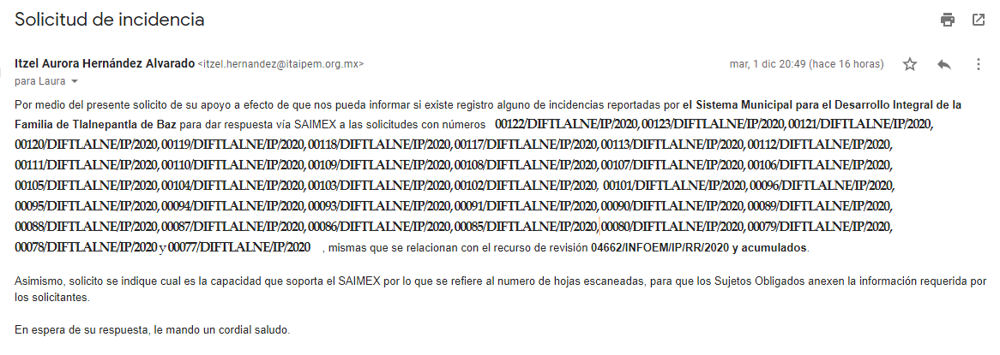 Solicitud de incidencia
Itzel Aurora Hernández Alvarado <itzel.hernandez@itaipem.org.mx>
mar, 1 dic 20:49 (hace 16 horas)
para Laura
Por medio del presente solicito de su apoyo a efecto de que nos pueda informar si existe registro alguno de incidencias reportadas por el Sistema Municipal para el Desarrollo Integral de la
Familia de Tlalnepantla de Baz para dar respuesta vía SAIMEX a las solicitudes con números 00122/DIFTLALNE/IP/2020, 00123/DIFTLALNE/IP/2020, 00121/DIFTLALNE/IP/2020,
00120/DIFTLALNE/IP/2020, 00119/DIFTLALNE/IP/2020, 00118/DIFTLALNE/IP/2020, 00117/DIFTLALNE/IP/2020, 00113/DIFTLALNE/IP/2020, 00112/DIFTLALNE/IP/2020,
00111/DIFTLALNE/IP/2020, 00110/DIFTLALNE/IP/2020, 00109/DIFTLALNE/IP/2020, 00108/DIFTLALNE/IP/2020, 00107/DIFTLALNE/IP/2020, 00106/DIFTLALNE/IP/2020,
00105/DIFTLALNE/IP/2020, 00104/DIFTLALNE/IP/2020, 00103/DIFTLALNE/IP/2020, 00102/DIFTLALNE/IP/2020, 00101/DIFTLALNE/IP/2020, 00096/DIFTLALNE/IP/2020,
00095/DIFTLALNE/IP/2020, 00094/DIFTLALNE/IP/2020, 00093/DIFTLALNE/IP/2020, 00091/DIFTLALNE/IP/2020, 00090/DIFTLALNE/IP/2020, 00089/DIFTLALNE/IP/2020,
00088/DIFTLALNE/IP/2020, 00087/DIFTLALNE/IP/2020, 00086/DIFTLALNE/IP/2020, 00085/DIFTLALNE/IP/2020, 00080/DIFTLALNE/IP/2020, 00079/DIFTLALNE/IP/2020,
00078/DIFTLALNE/IP/2020 y 00077/DIFTLALNE/IP/2020 , mismas que se relacionan con el recurso de revisión 04662/INFOEM/IP/RR/2020 y acumulados.
Asimismo, solicito se indique cual es la capacidad que soporta el SAIMEX por lo que se refiere al numero de hojas escaneadas, para que los Sujetos Obligados anexen la información requerida por
los solicitantes.
En espera de su respuesta, le mando un cordial saludo.